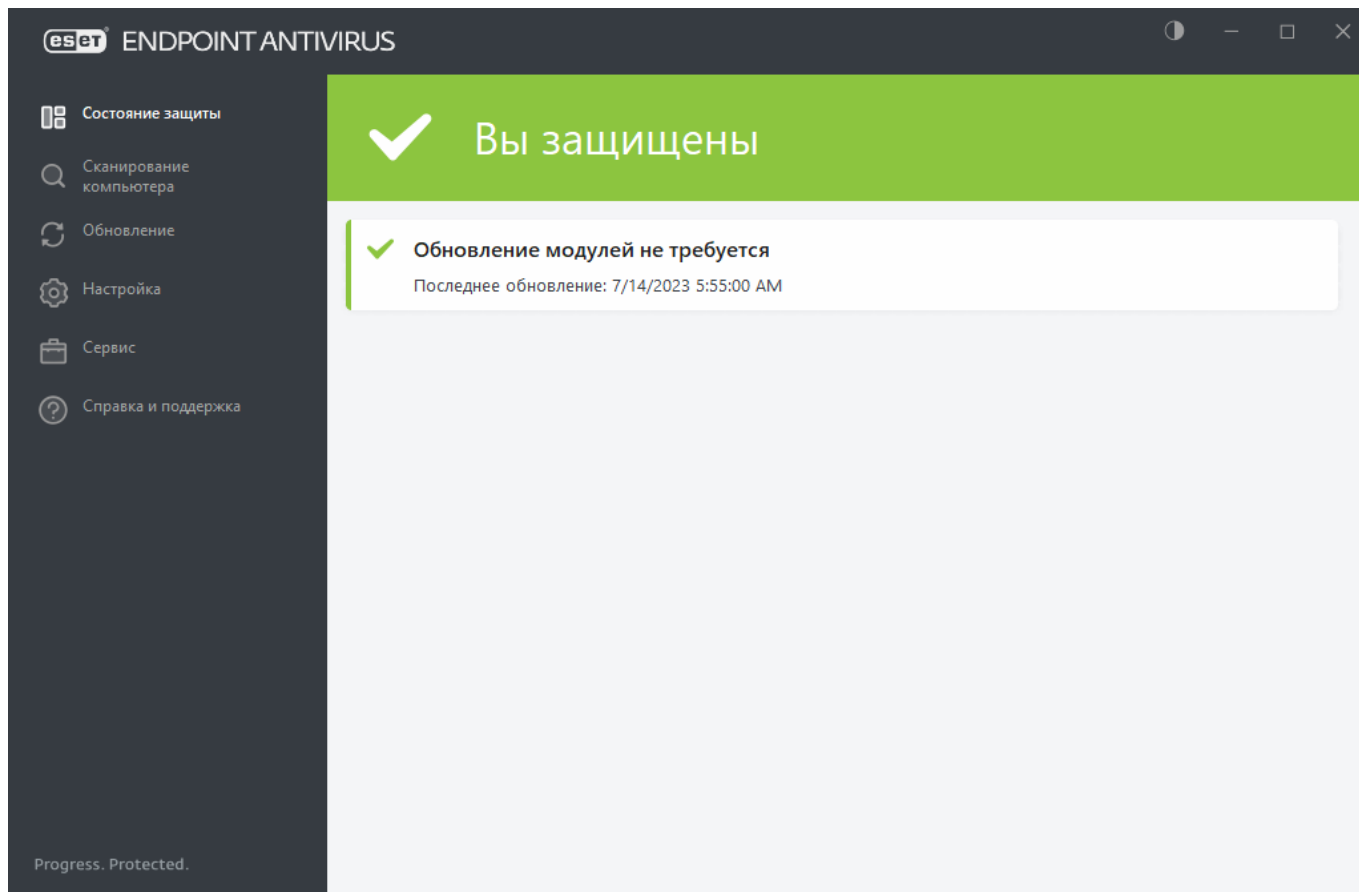 eset ENDPOINT ANTIVIRUS
Состояние защиты
Сканирование
компьютера
Обновление
Настройка
Сервис
Справка и поддержка
Progress. Protected.
Вы защищены
Обновление модулей не требуется
Последнее обновление: 7/14/2023 5:55:00 AM